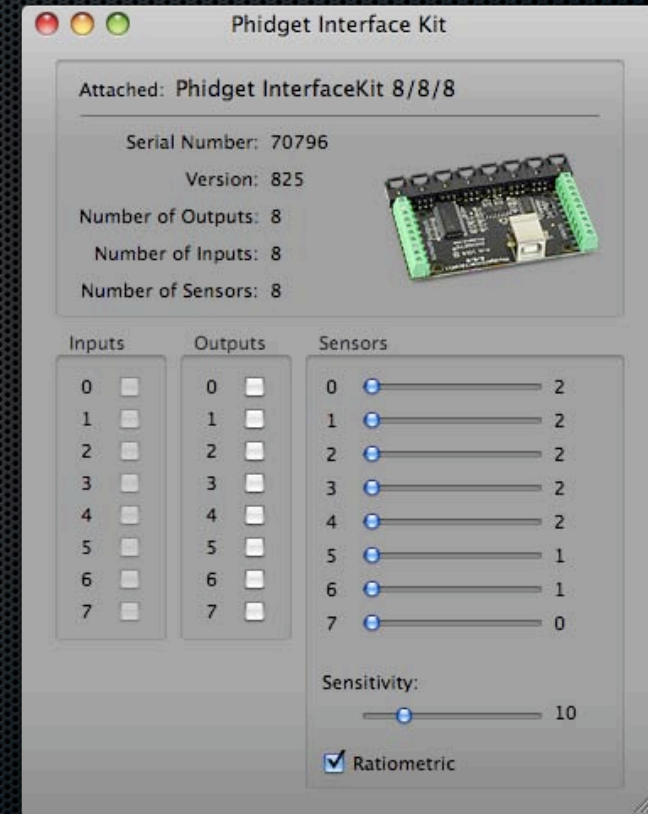 Phidget Interface Kit
Attached: Phidget InterfaceKit 8/8/8
Serial Number: 70796
Version: 825
Number of Outputs: 8
Number of Inputs: 8
Number of Sensors: 8
Inputs
0
1
2
3
4
5
6
7
Outputs
0
1
2
3
4
5
6
7
Sensors
0 2
1 2
2 2
3 2
4 2
5 1
6 1
7 0
Sensitivity:
10
Ratiometric